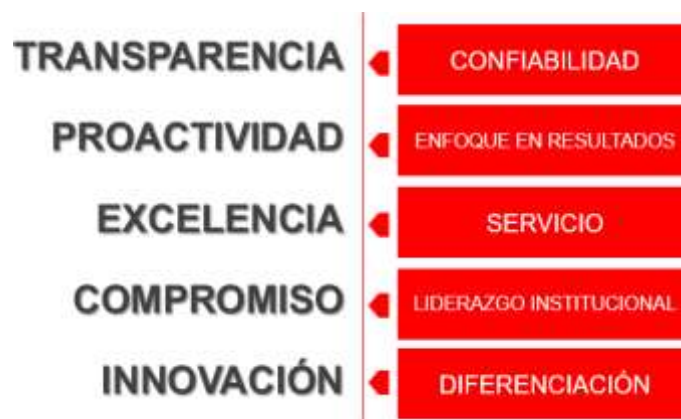 TRANSPARENCIA
CONFIABILIDAD
PROACTIVIDAD
ENFOQUE EN RESULTADOS
EXCELENCIA
SERVICIO
COMPROMISO
LIDERAZGO INSTITUCIONAL
INNOVACIÓN
DIFERENCIACIÓN